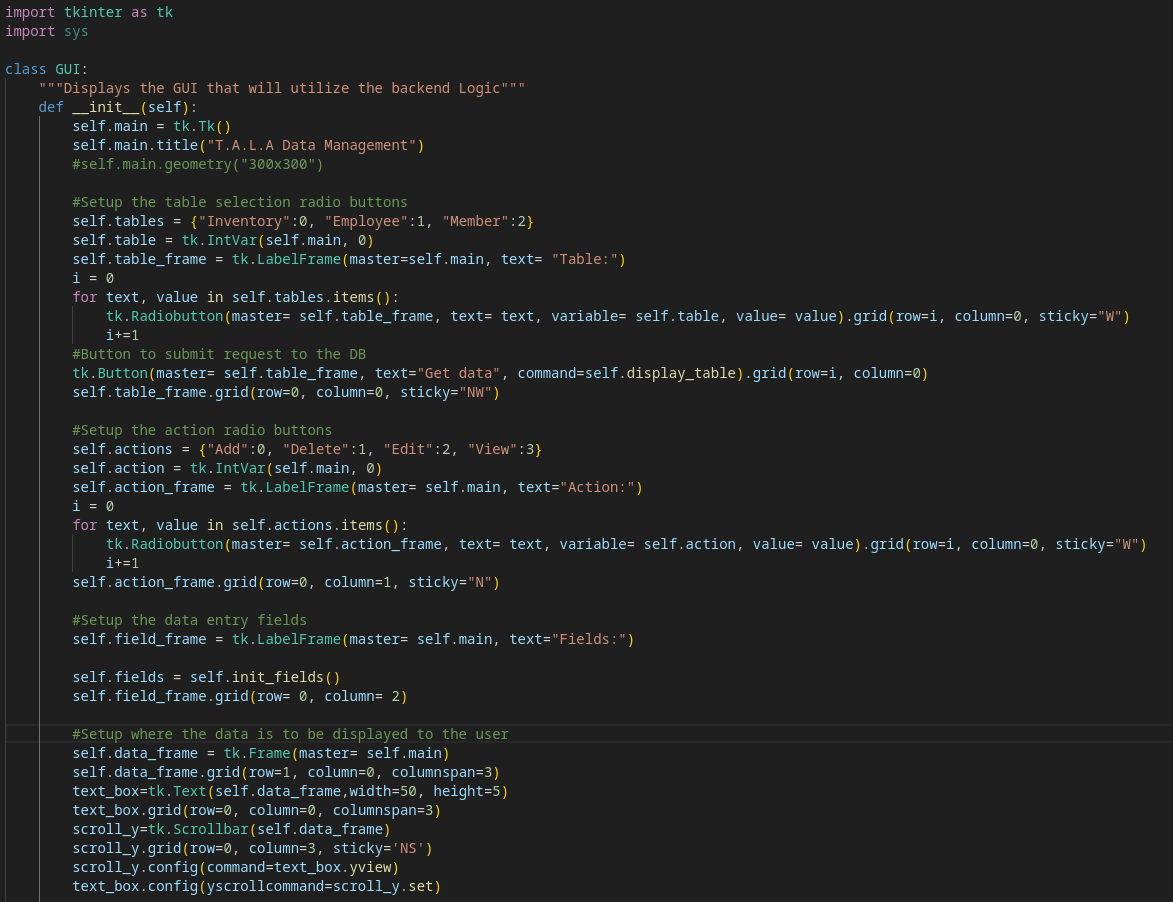 import tkinter as tk
import sys

class GUI:
    """Displays the GUI that will utilize the backend Logic"""
    def __init__(self):
        self.main = tk.Tk()
        self.main.title("T.A.L.A Data Management")
        #self.main.geometry("300x300")

        #Setup the table selection radio buttons
        self.tables = {"Inventory":0, "Employee":1, "Member":2}
        self.table = tk.IntVar(self.main, 0)
        self.table_frame = tk.LabelFrame(master=self.main, text= "Table:")
        i = 0
        for text, value in self.tables.items():
            tk.Radiobutton(master= self.table_frame, text= text, variable= self.table, value= value).grid(row=i, column=0, sticky="W")
            i+=1
        #Button to submit request to the DB
        tk.Button(master= self.table_frame, text="Get data", command=self.display_table).grid(row=i, column=0)
        self.table_frame.grid(row=0, column=0, sticky="NW")

        #Setup the action radio buttons
        self.actions = {"Add":0, "Delete":1, "Edit":2, "View":3}
        self.action = tk.IntVar(self.main, 0)
        self.action_frame = tk.LabelFrame(master= self.main, text="Action:")
        i = 0
        for text, value in self.actions.items():
            tk.Radiobutton(master= self.action_frame, text= text, variable= self.action, value= value).grid(row=i, column=0, sticky="W")
            i+=1
        self.action_frame.grid(row=0, column=1, sticky="N")

        #Setup the data entry fields
        self.field_frame = tk.LabelFrame(master= self.main, text="Fields:")

        self.fields = self.init_fields()
        self.field_frame.grid(row= 0, column= 2)

        #Setup where the data is to be displayed to the user
        self.data_frame = tk.Frame(master= self.main)
        self.data_frame.grid(row=1, column=0, columnspan=3)
        text_box=tk.Text(self.data_frame,width=50, height=5)
        text_box.grid(row=0, column=0, columnspan=3)
        scroll_y=tk.Scrollbar(self.data_frame)
        scroll_y.grid(row=0, column=3, sticky='NS')
        scroll_y.config(command=text_box.yview)
        text_box.config(yscrollcommand=scroll_y.set)